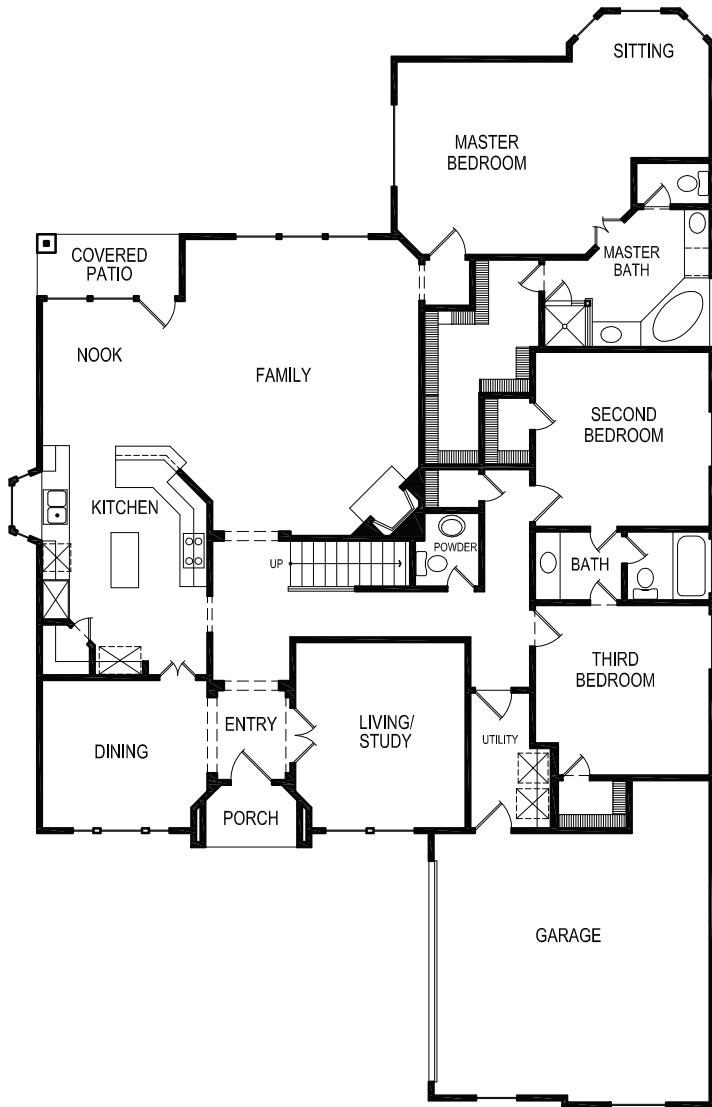 SITTING
MASTER
BEDROOM
COVERED
PATIO
MASTER
BATH
NOOK
FAMILY
SECOND
BEDROOM
KITCHEN
POWDER
UP
BATH
THIRD
BEDROOM
ENTRY
LIVING/
STUDY
DINING
UTILITY
PORCH
GARAGE